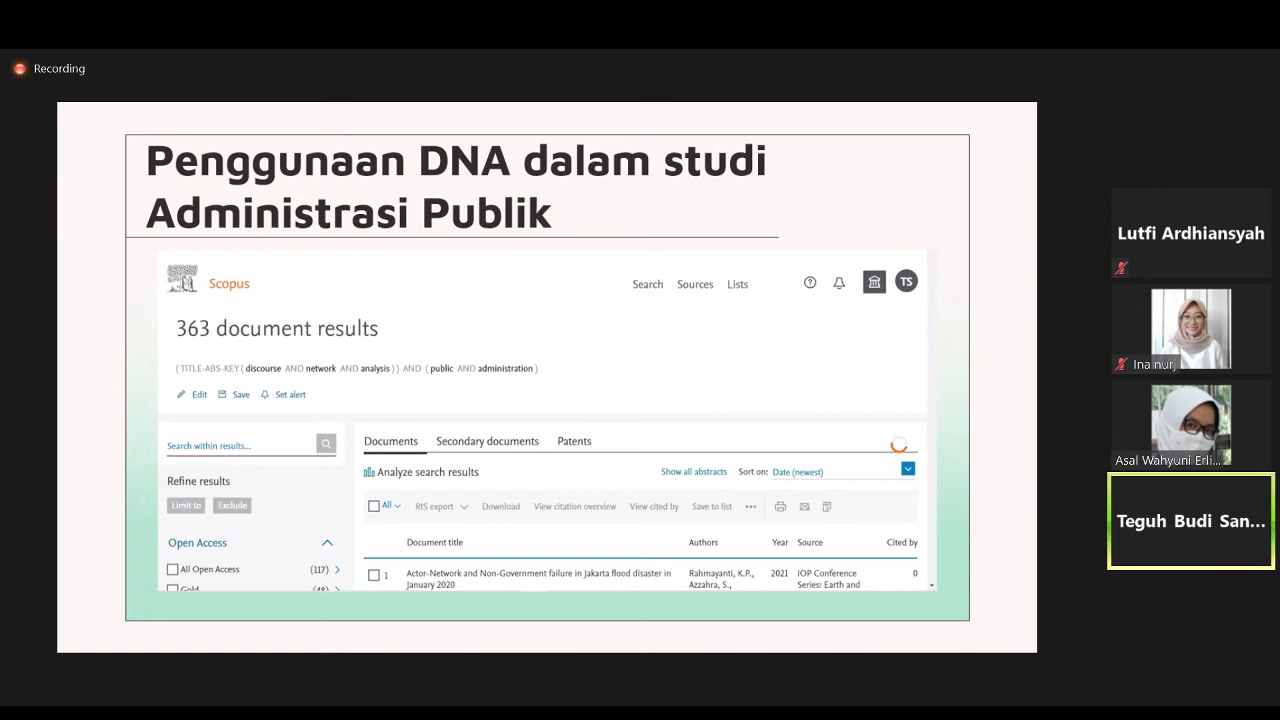 Recording
Penggunaan DNA dalam studi
Administrasi Publik
Scopus
Search Sources Lists
TS
363 document results
( TITLE-ABS-KEY ( discourse AND network AND analysis ) ) AND ( public AND administration )
Edit Save Set alert
Search within results...
Refine results
Limit to Exclude
Open Access
All Open Access (117)
Gold (48)
Documents Secondary documents Patents
Analyze search results Show all abstracts Sort on: Date (newest)
All RIS export Download View citation overview View cited by Save to list ...
Document title Authors Year Source Cited by
1 Actor-Network and Non-Government failure in Jakarta flood disaster in Rahmayanti, K.P., 2021 IOP Conference 0
January 2020 Azzahra, S., Series: Earth and
Lutfi Ardhiansyah
Ina nurj
Asal Wahyuni Erli...
Teguh Budi San...